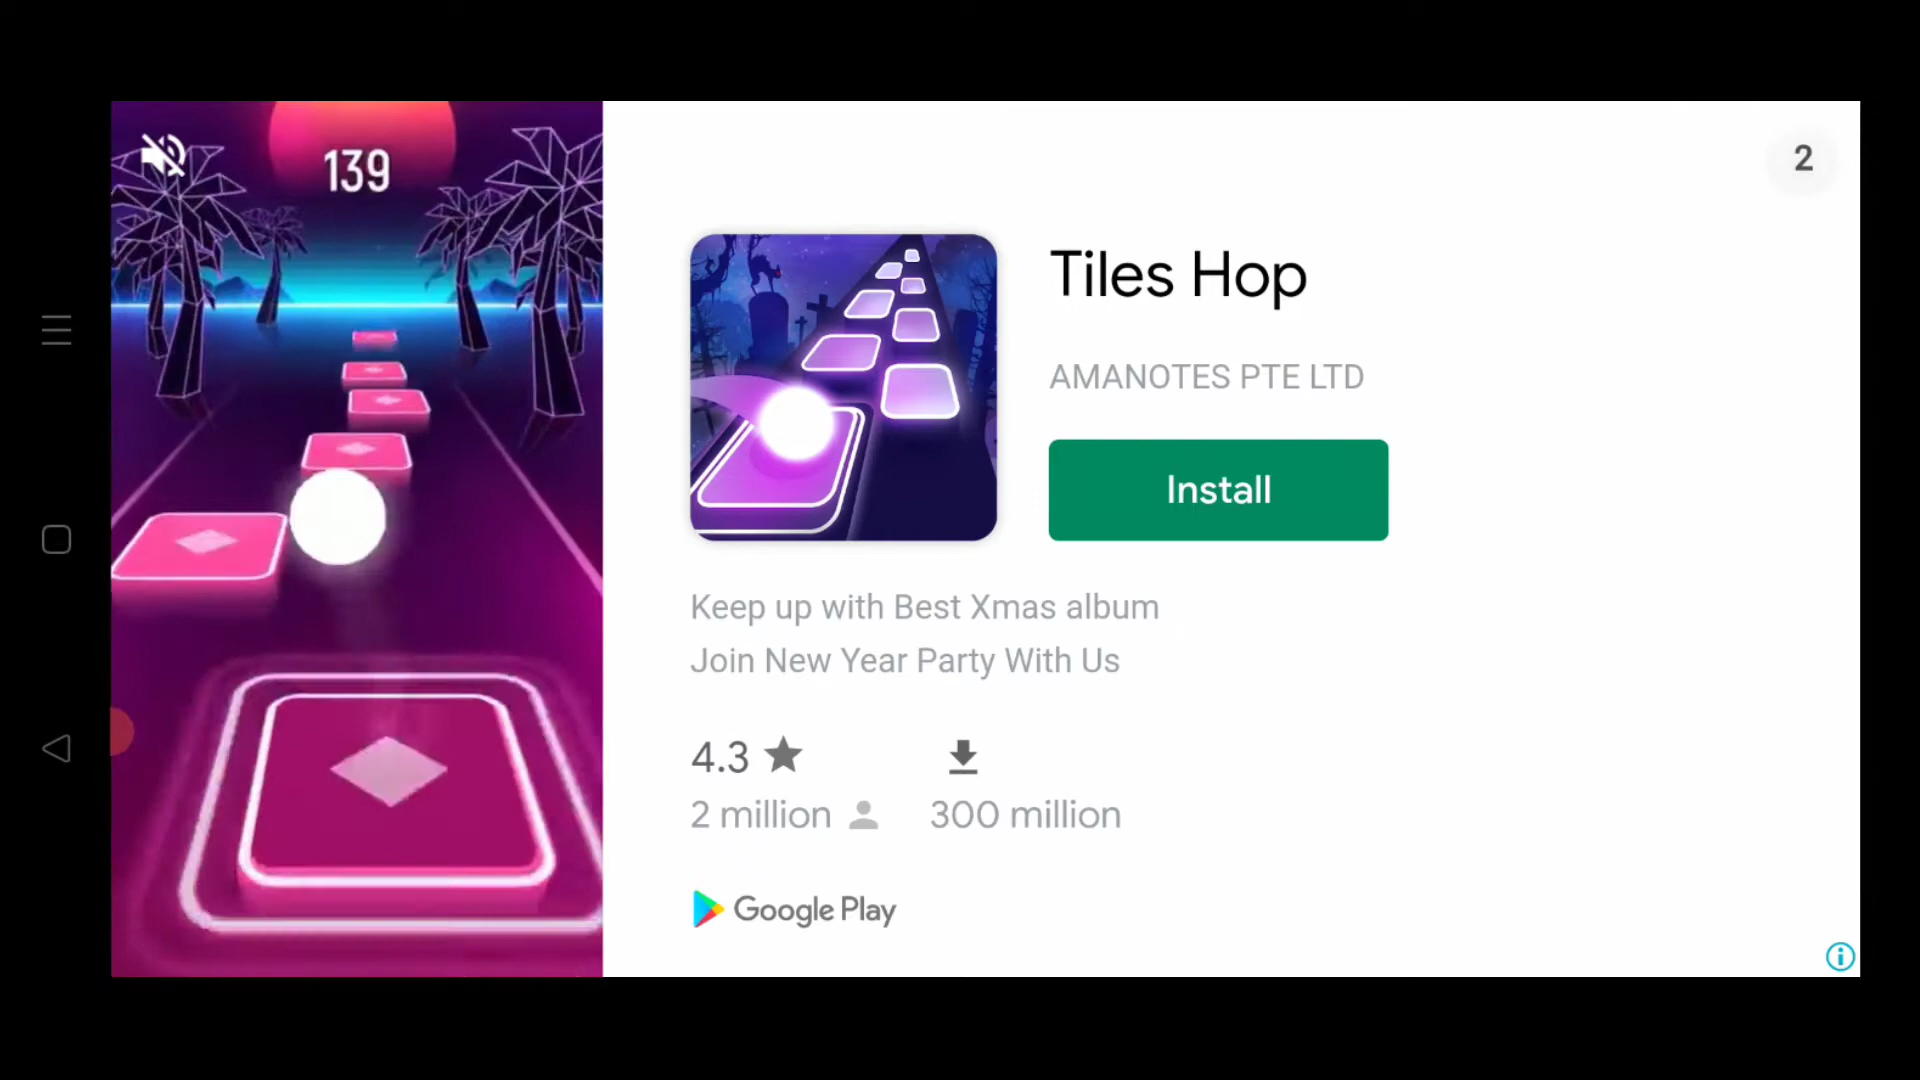 139
2
Tiles Hop
AMANOTES PTE LTD
Install
Keep up with Best Xmas album
Join New Year Party With Us
4.3
2 million
300 million
Google Play